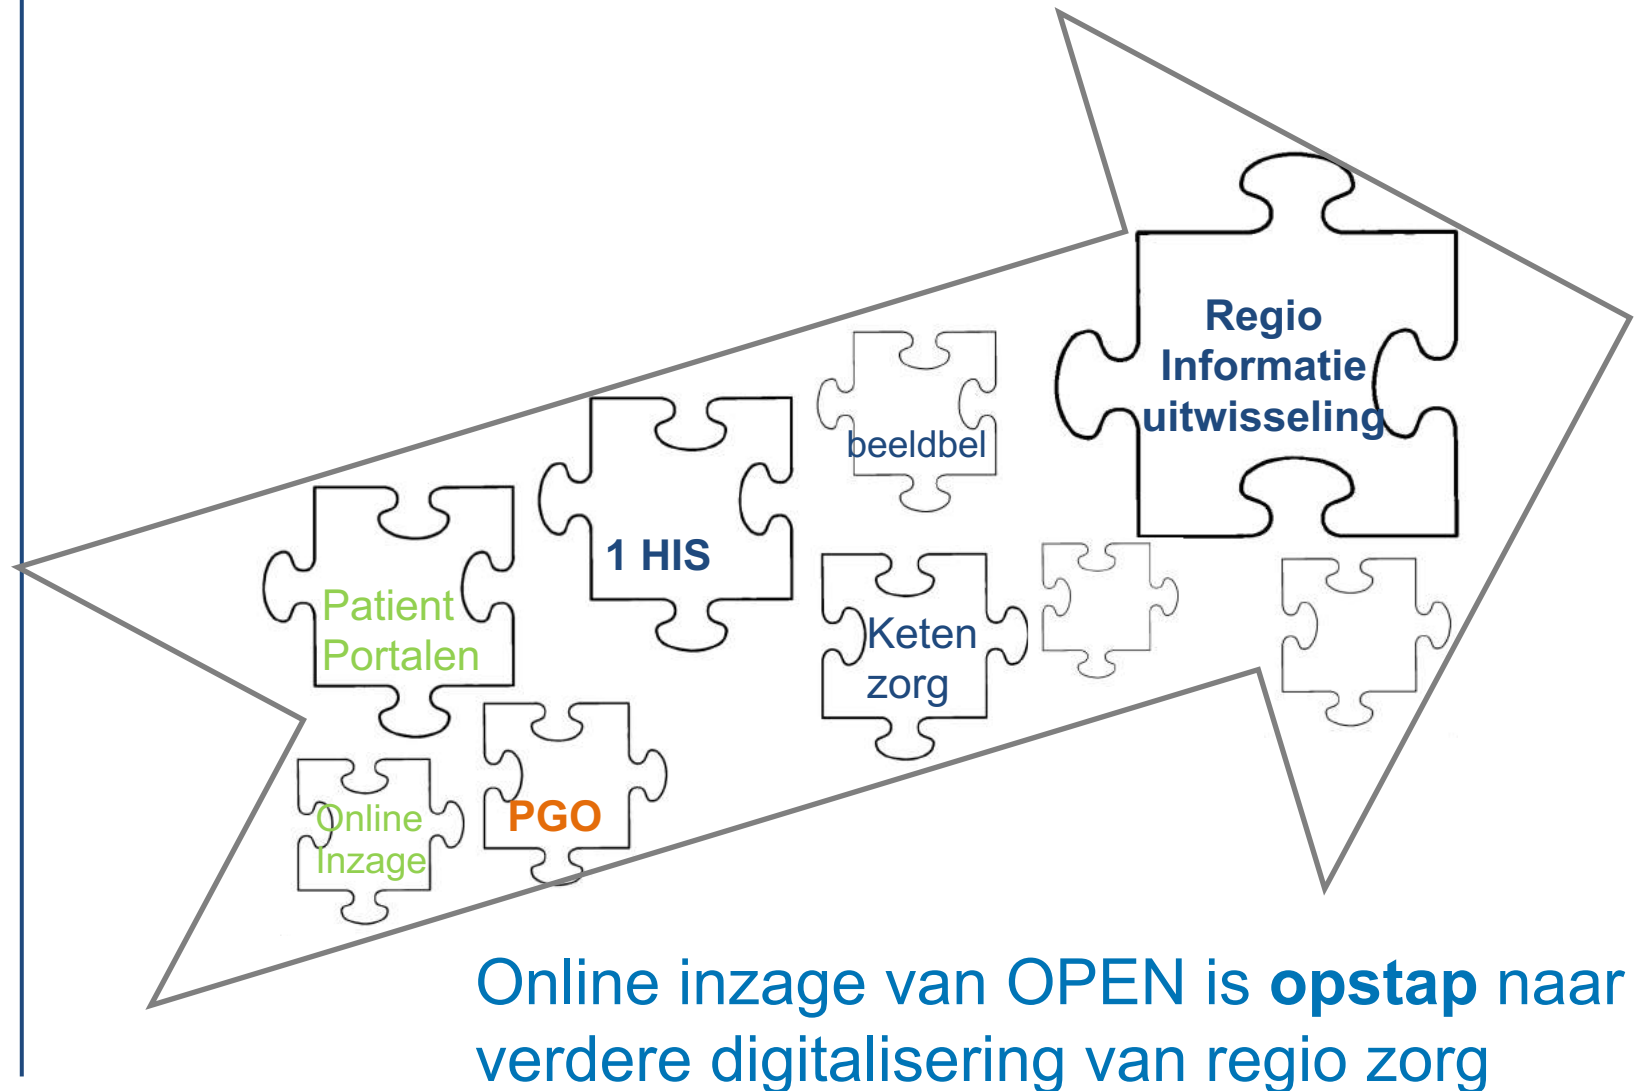 Regio
Informatie
uitwisseling
beeldbel
1 HIS
Patient
Portalen
Keten
zorg
PGO
Online
Inzage
Online inzage van OPEN is opstap naar
verdere digitalisering van regio zorg